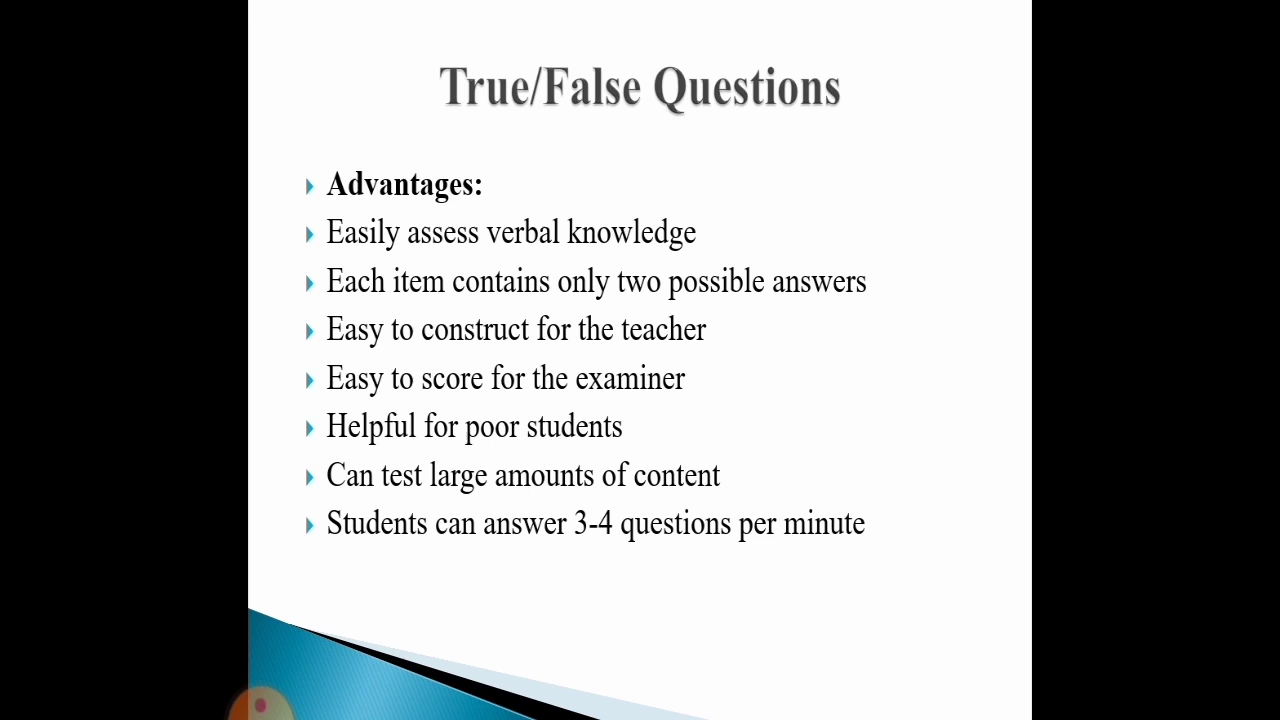 True/False Questions
Advantages:
Easily assess verbal knowledge
Each item contains only two possible answers
Easy to construct for the teacher
Easy to score for the examiner
Helpful for poor students
Can test large amounts of content
Students can answer 3-4 questions per minute